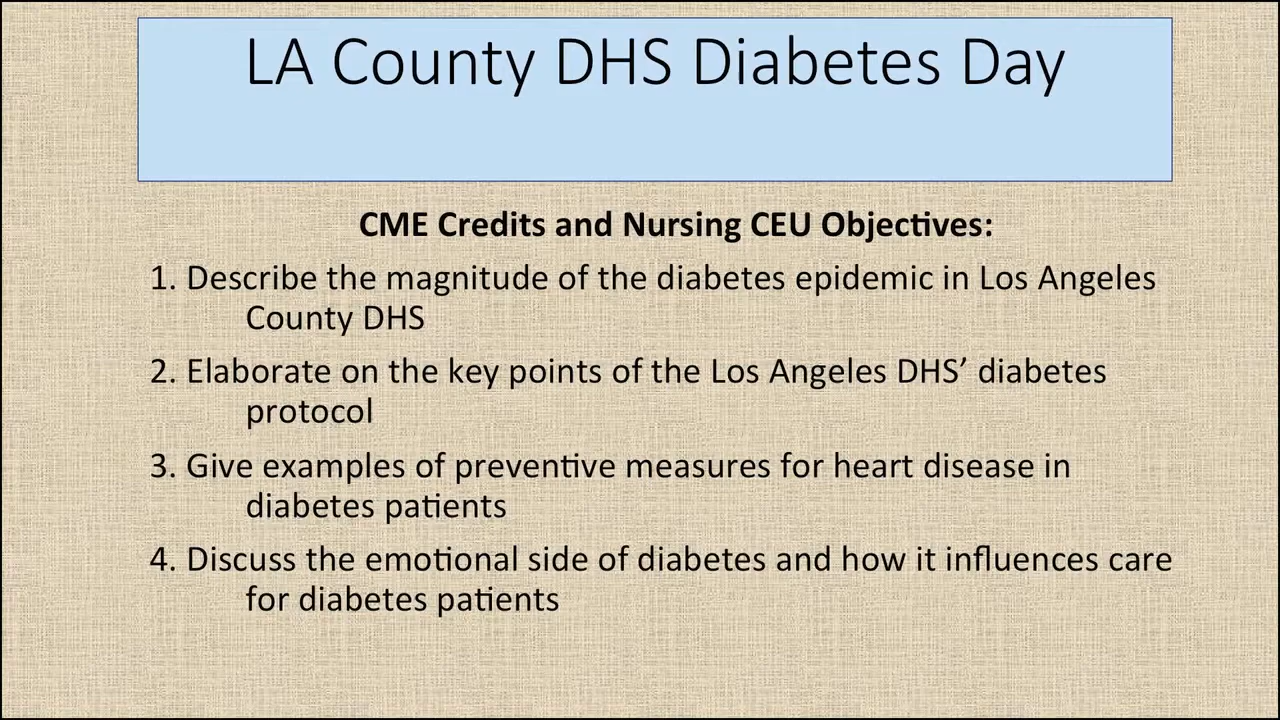 LA County DHS Diabetes Day
CME Credits and Nursing CEU Objectives:
1. Describe the magnitude of the diabetes epidemic in Los Angeles
County DHS
2. Elaborate on the key points of the Los Angeles DHS’ diabetes
protocol
3. Give examples of preventive measures for heart disease in
diabetes patients
4. Discuss the emotional side of diabetes and how it influences care
for diabetes patients